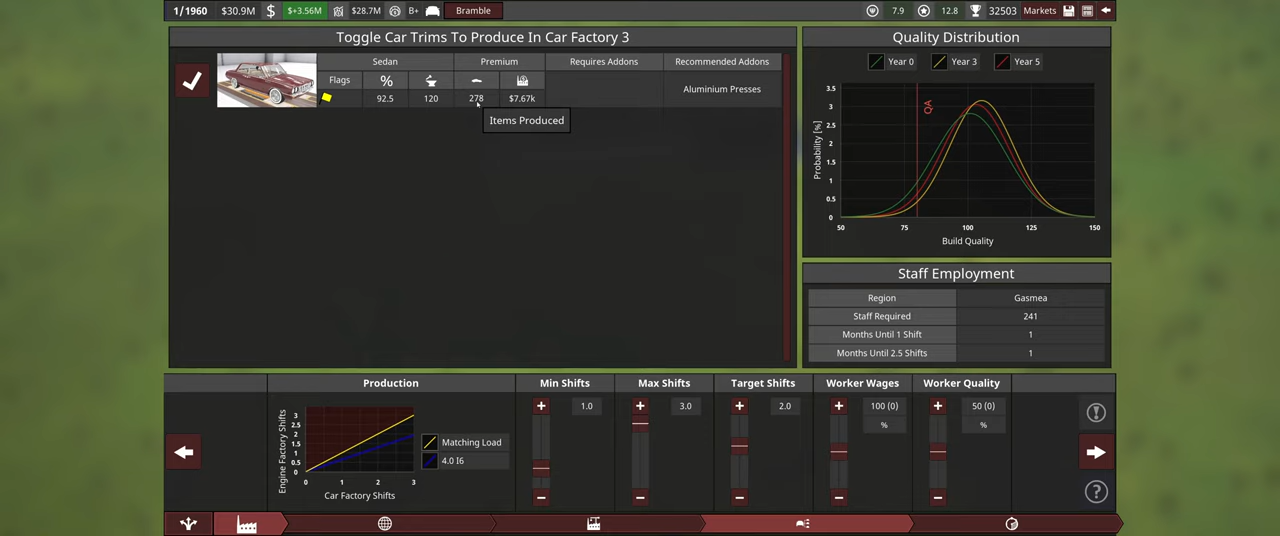 1/1960 $30.9M $ $+3.56M $28.7M B+ Bramble 7.9 12.8 32503 Markets
Toggle Car Trims To Produce In Car Factory 3
Sedan Premium Requires Addons Recommended Addons
Flags %
92.5 120 278 $7.67k
Aluminium Presses
Items Produced
Quality Distribution
Year 0 Year 3 Year 5
QA
Probability [%]
3.5
3
2.5
2
1.5
1
0.5
0
50 75 100 125 150
Build Quality
Staff Employment
Region Gasmea
Staff Required 241
Months Until 1 Shift 1
Months Until 2.5 Shifts 1
Production
Engine Factory Shifts
3
2.5
2
1.5
1
0.5
0
0 1 2 3
Car Factory Shifts
Matching Load
4.0 I6
Min Shifts Max Shifts Target Shifts Worker Wages Worker Quality
+ 1.0 + 3.0 + 2.0 + 100 (0) + 50 (0)
% %
− − − − −
!
?